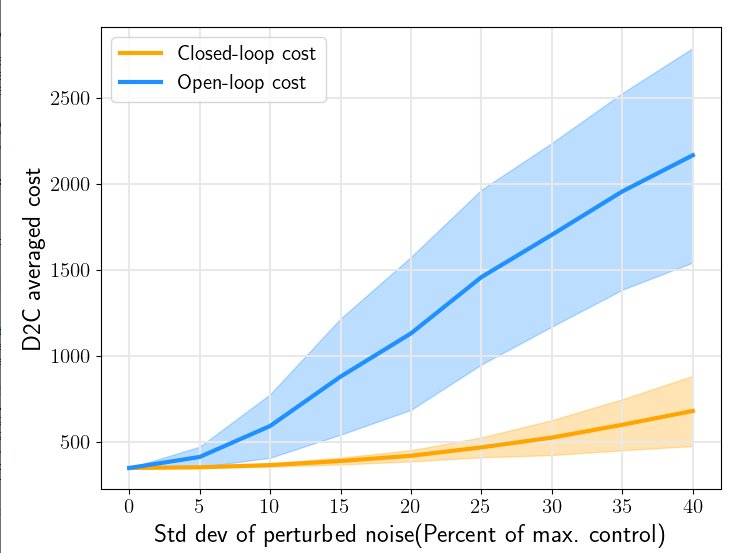 Closed-loop cost
Open-loop cost
D2C averaged cost
2500
2000
1500
1000
500
0 5 10 15 20 25 30 35 40
Std dev of perturbed noise(Percent of max. control)